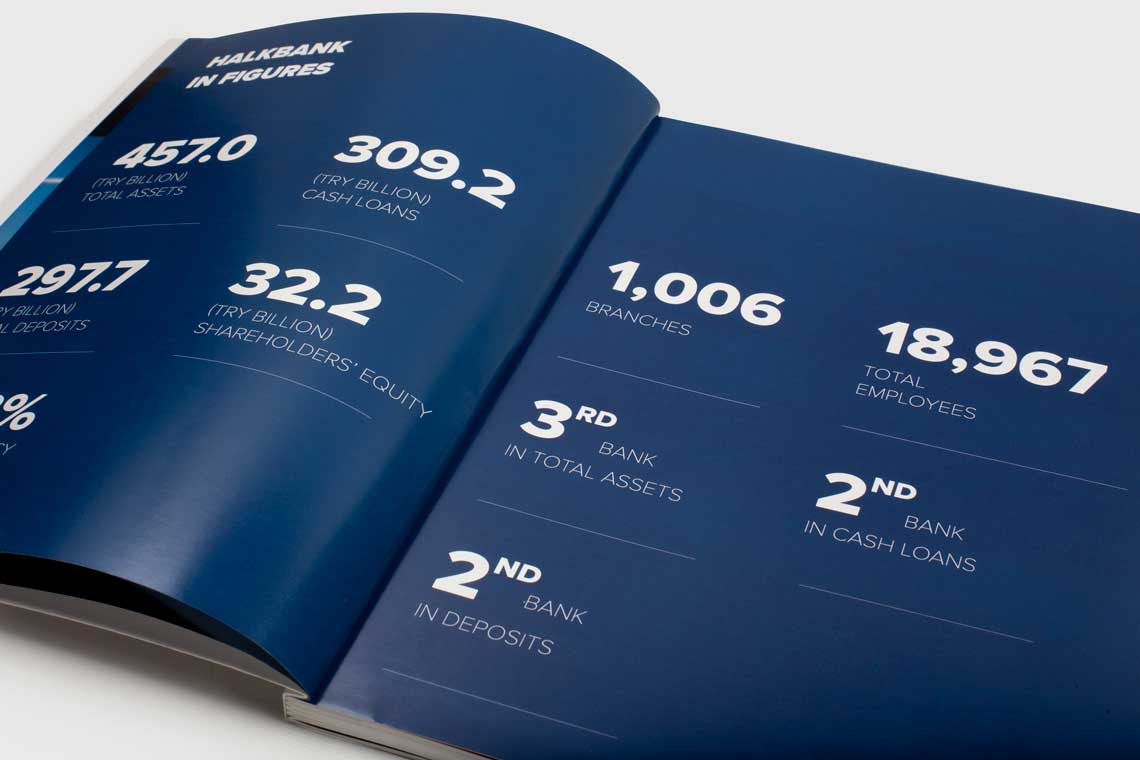 HALKBANK
IN FIGURES
457.0
(TRY BILLION)
TOTAL ASSETS
309.2
(TRY BILLION)
CASH LOANS
297.7
BILLION)
DEPOSITS
32.2
(TRY BILLION)
SHAREHOLDERS' EQUITY
%
1,006
BRANCHES
18,967
TOTAL
EMPLOYEES
3RD
BANK
IN TOTAL ASSETS
2ND
BANK
IN CASH LOANS
2ND
BANK
IN DEPOSITS